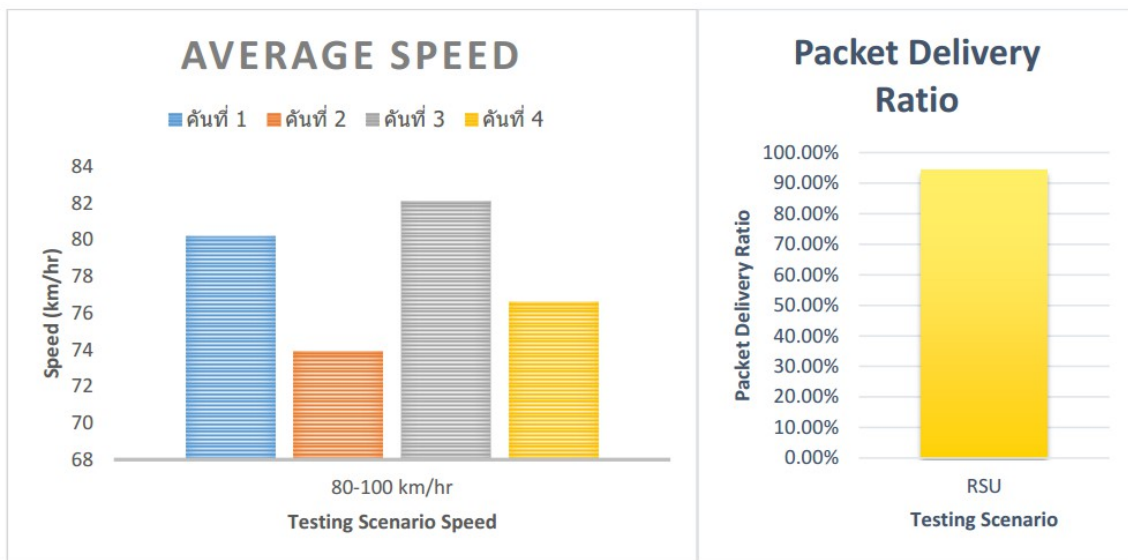 AVERAGE SPEED
คันที่ 1 คันที่ 2 คันที่ 3 คันที่ 4
84
82
80
78
76
74
72
70
68
Speed (km/hr)
80-100 km/hr
Testing Scenario Speed
Packet Delivery
Ratio
100.00%
90.00%
80.00%
70.00%
60.00%
50.00%
40.00%
30.00%
20.00%
10.00%
0.00%
Packet Delivery Ratio
RSU
Testing Scenario